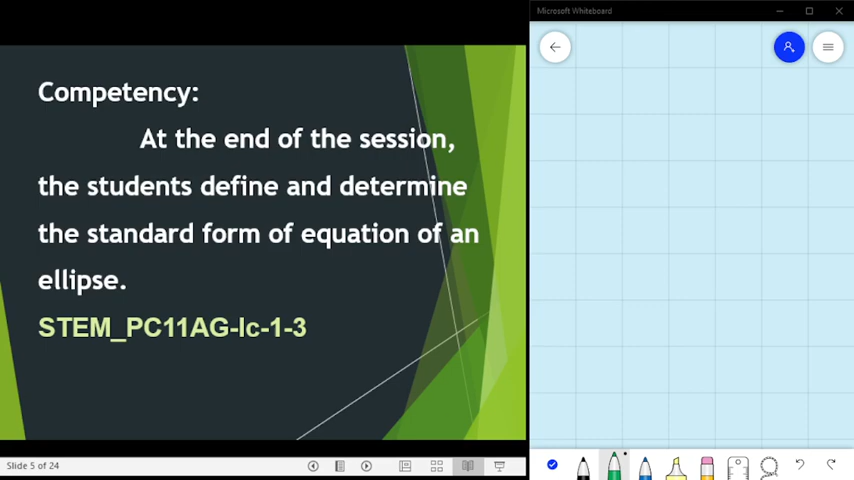 Microsoft Whiteboard
Competency:
At the end of the session,
the students define and determine
the standard form of equation of an
ellipse.
STEM_PC11AG-Ic-1-3
Slide 5 of 24